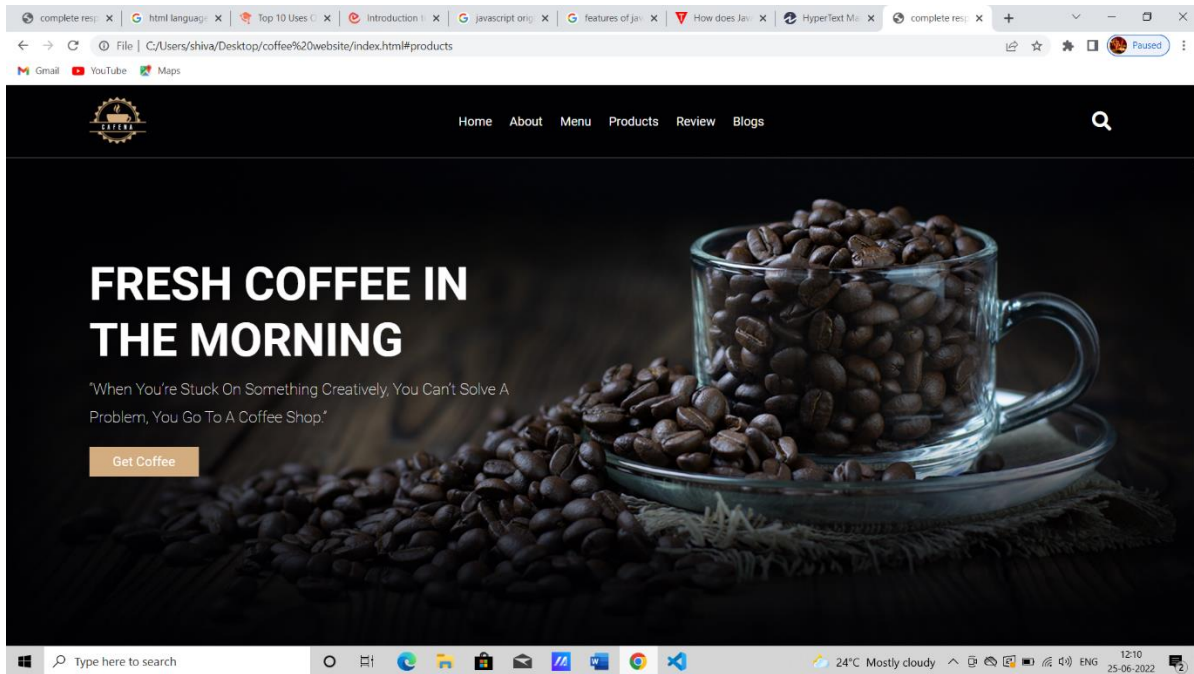 complete resp
html language
Top 10 Uses O
Introduction t
javascript orig
features of jav
How does Java
HyperText Ma
complete resp
File | C:/Users/shiva/Desktop/coffee%20website/index.html#products
Paused
Gmail YouTube Maps
CAFENA
Home About Menu Products Review Blogs
FRESH COFFEE IN
THE MORNING
“When You’re Stuck On Something Creatively, You Can’t Solve A
Problem, You Go To A Coffee Shop.”
Get Coffee
Type here to search
24°C Mostly cloudy
ENG
12:10
25-06-2022
2